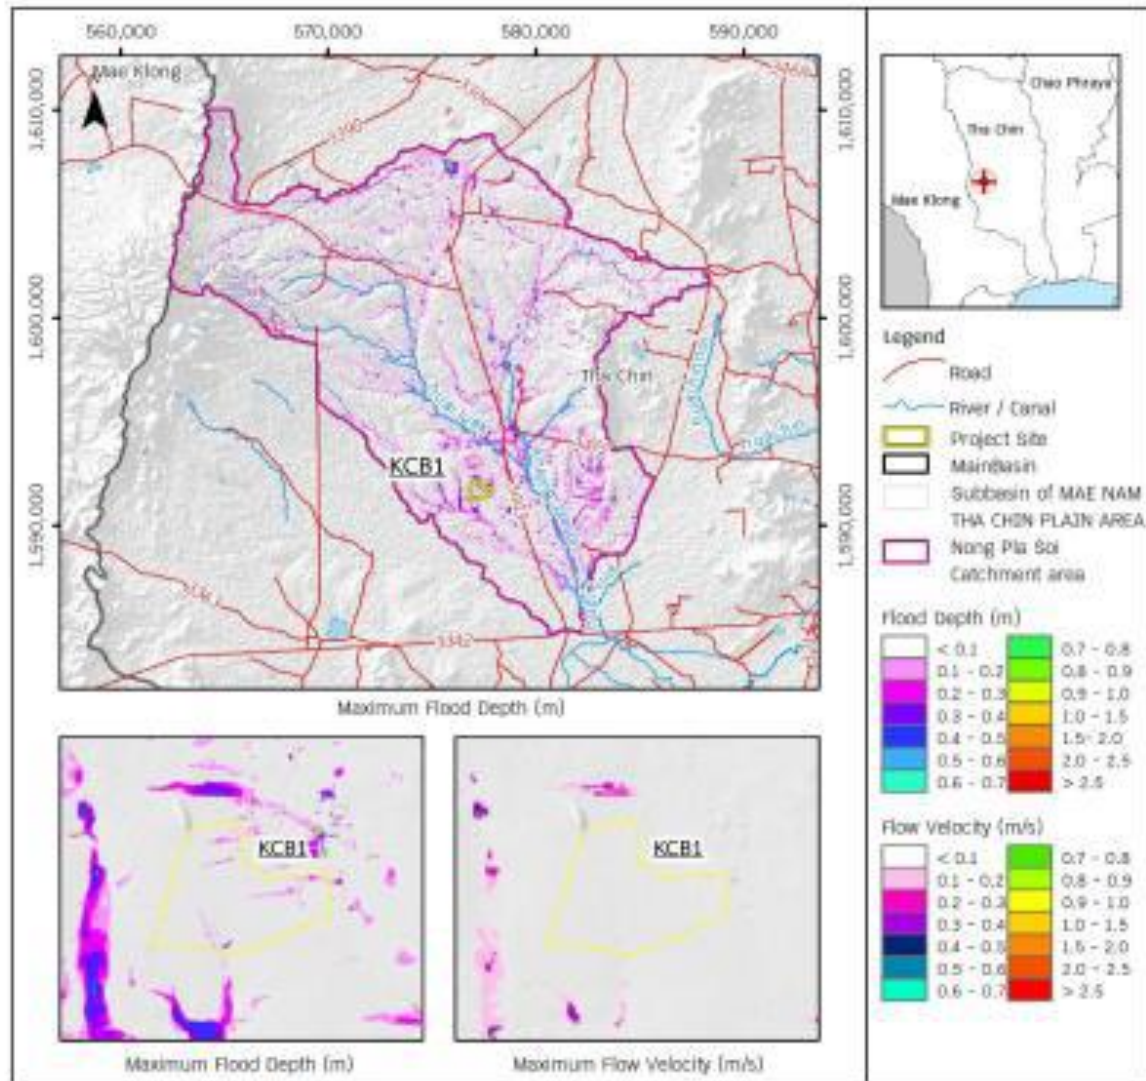 560,000 570,000 580,000 590,000
Mae Klong
1,610,000 1,610,000
1,600,000 1,600,000
1,590,000 1,590,000
Tha Chin
KCB1
3342
Maximum Flood Depth (m)
KCB1
Maximum Flood Depth (m)
KCB1
Maximum Flow Velocity (m/s)
Chao Phraya
Tha Chin
Mae Klong
Legend
Road
River / Canal
Project Site
MainBasin
Subbasin of MAE NAM
THA CHIN PLAIN AREA
Nong Pla Soi
Catchment area
Flood Depth (m)
< 0.1 0.7 - 0.8
0.1 - 0.2 0.8 - 0.9
0.2 - 0.3 0.9 - 1.0
0.3 - 0.4 1.0 - 1.5
0.4 - 0.5 1.5- 2.0
0.5 - 0.6 2.0 - 2.5
0.6 - 0.7 > 2.5
Flow Velocity (m/s)
< 0.1 0.7 - 0.8
0.1 - 0.2 0.8 - 0.9
0.2 - 0.3 0.9 - 1.0
0.3 - 0.4 1.0 - 1.5
0.4 - 0.5 1.5 - 2.0
0.5 - 0.6 2.0 - 2.5
0.6 - 0.7 > 2.5